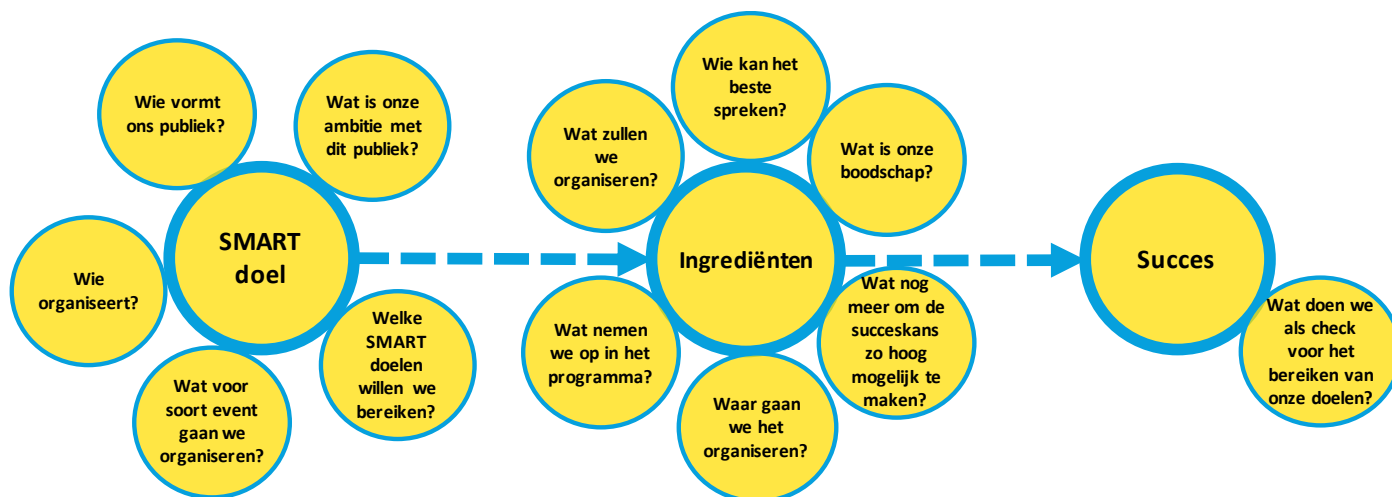 Wie vormt
ons publiek?
Wat is onze
ambitie met
dit publiek?
SMART
doel
Wie
organiseert?
Wat voor
soort event
gaan we
organiseren?
Welke
SMART
doelen
willen we
bereiken?
Wat zullen
we
organiseren?
Wie kan het
beste
spreken?
Wat is onze
boodschap?
Ingrediënten
Wat nemen
we op in het
programma?
Waar gaan
we het
organiseren?
Wat nog
meer om de
succeskans
zo hoog
mogelijk te
maken?
Succes
Wat doen we
als check
voor het
bereiken van
onze doelen?